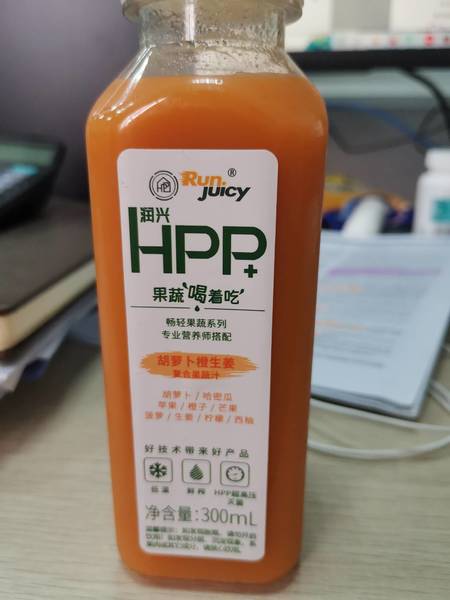 HPP
Run®
juicy
润兴
HPP+
果蔬'喝着吃'
畅轻果蔬系列
专业营养师搭配
胡萝卜橙生姜
复合果蔬汁
胡萝卜/哈密瓜
苹果/橙子/芒果
菠萝/生姜/柠檬/西柚
好技术带来好产品
低温 鲜榨 HPP超高压
灭菌
净含量:300mL